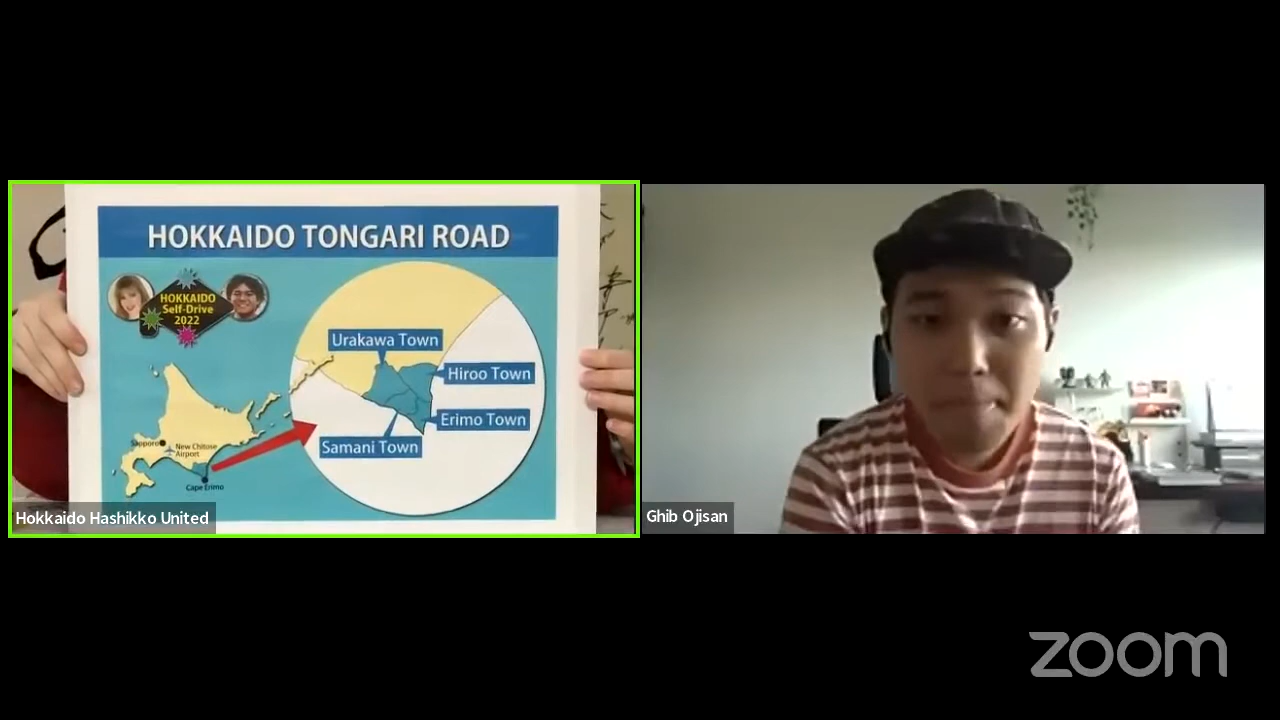 HOKKAIDO TONGARI ROAD
HOKKAIDO
Self-Drive
2022
Urakawa Town
Hiroo Town
Erimo Town
Samani Town
Sapporo
New Chitose
Airport
Cape Erimo
Hokkaido Hashikko United
Ghib Ojisan
zoom